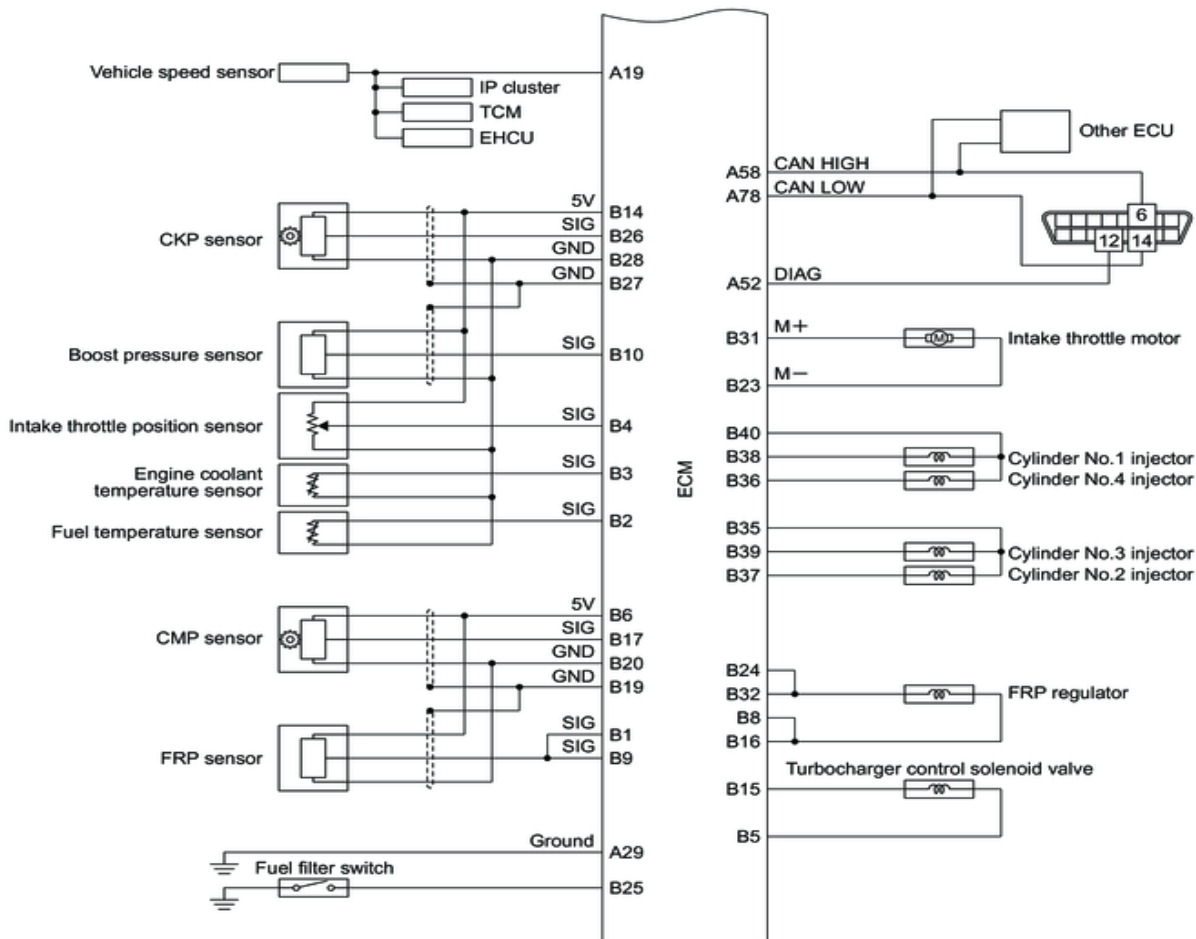 Vehicle speed sensor
A19
IP cluster
TCM
EHCU
Other ECU
A58 CAN HIGH
A78 CAN LOW
5V
B14
SIG
CKP sensor
B26
GND
B28
GND
B27
6
12 14
A52 DIAG
M+
B31
Intake throttle motor
SIG
Boost pressure sensor
B10
M−
B23
SIG
Intake throttle position sensor
B4
B40
B38
Cylinder No.1 injector
SIG
Engine coolant
temperature sensor
B3
B36
Cylinder No.4 injector
ECM
SIG
Fuel temperature sensor
B2
B35
B39
Cylinder No.3 injector
B37
Cylinder No.2 injector
5V
B6
SIG
CMP sensor
B17
GND
B20
GND
B19
B24
B32
FRP regulator
B8
B16
SIG
B1
SIG
FRP sensor
B9
Turbocharger control solenoid valve
B15
B5
Ground
A29
Fuel filter switch
B25
M